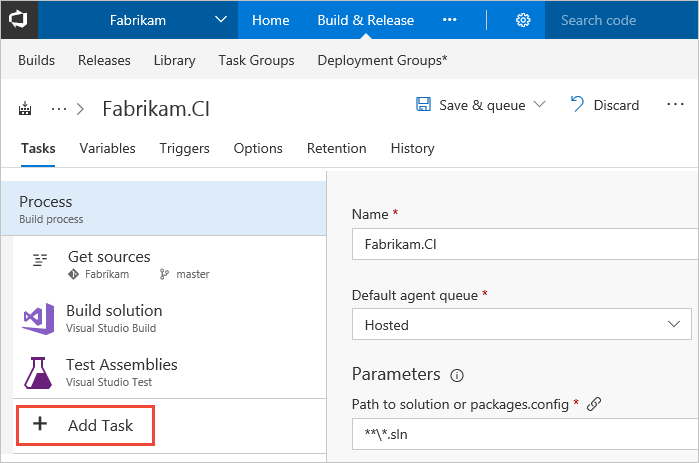 Fabrikam Home Build & Release ··· Search code
Builds Releases Library Task Groups Deployment Groups*
··· > Fabrikam.CI Save & queue Discard ···
Tasks Variables Triggers Options Retention History
Process
Build process
Get sources
Fabrikam master
Build solution
Visual Studio Build
Test Assemblies
Visual Studio Test
+ Add Task
Name *
Fabrikam.CI
Default agent queue *
Hosted
Parameters
Path to solution or packages.config *
**\*.sln